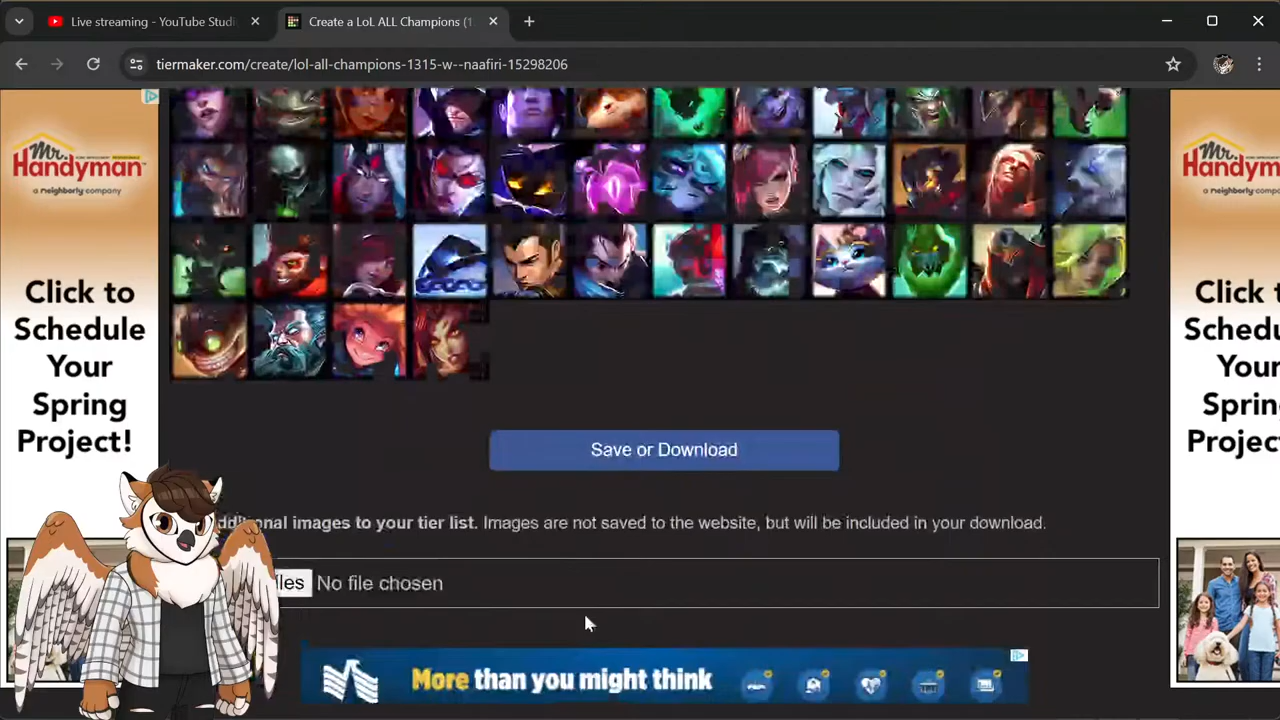 Live streaming - YouTube Studi
Create a LoL ALL Champions (1
tiermaker.com/create/lol-all-champions-1315-w--naafiri-15298206
Mr.
Handyman
a neighborly company
Click to
Schedule
Your
Spring
Project!
Mr.
Handyman
a neighborly company
Click t
Schedu
Your
Sprin
Projec
Save or Download
dditional images to your tier list. Images are not saved to the website, but will be included in your download.
iles No file chosen
More than you might think